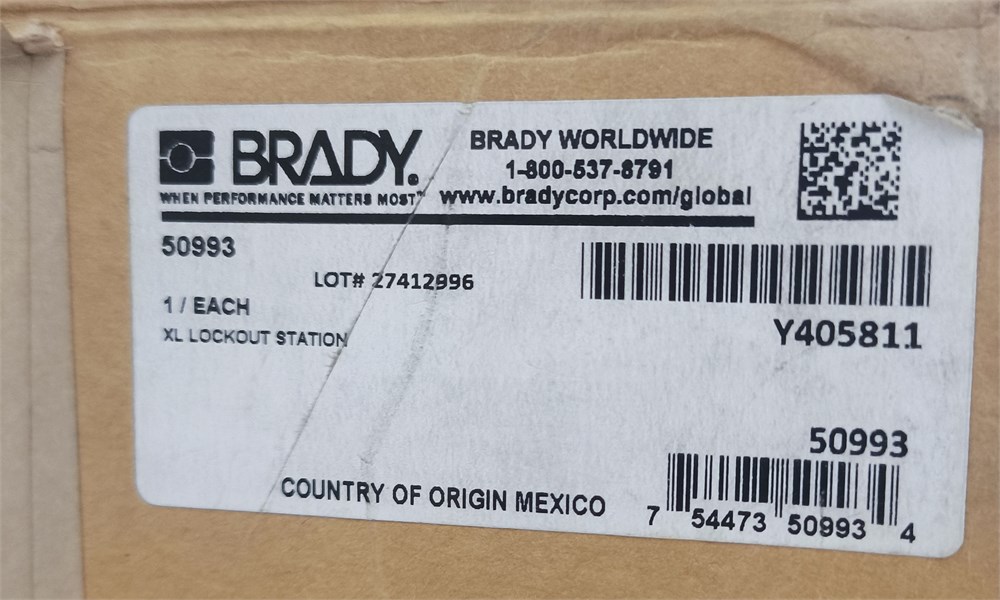 BRADY.
WHEN PERFORMANCE MATTERS MOST™
BRADY WORLDWIDE
1-800-537-8791
www.bradycorp.com/global
50993
LOT# 27412996
1 / EACH
XL LOCKOUT STATION
Y405811
50993
7 54473 50993 4
COUNTRY OF ORIGIN MEXICO